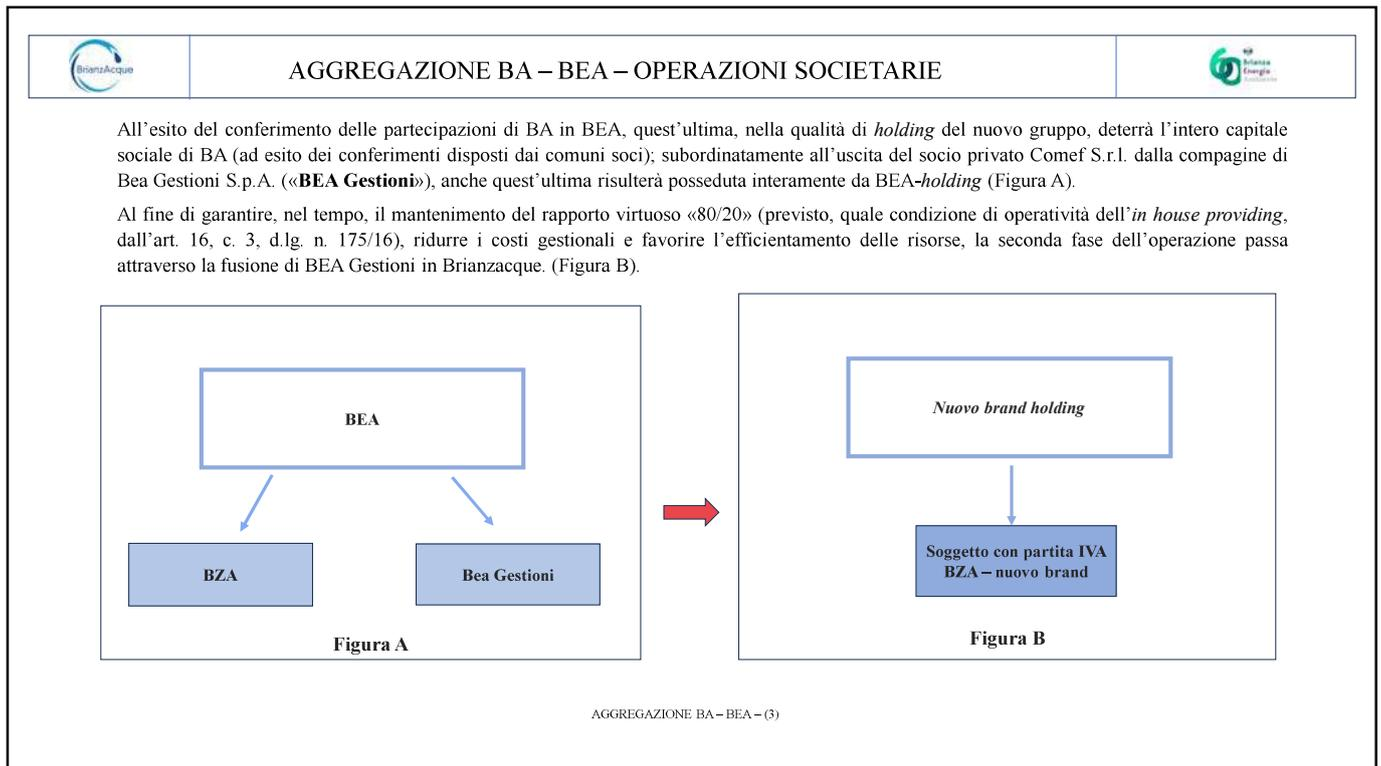 BrianzAcque
AGGREGAZIONE BA – BEA – OPERAZIONI SOCIETARIE
Brianza
Energia
Ambiente
All’esito del conferimento delle partecipazioni di BA in BEA, quest’ultima, nella qualità di holding del nuovo gruppo, deterrà l’intero capitale
sociale di BA (ad esito dei conferimenti disposti dai comuni soci); subordinatamente all’uscita del socio privato Comef S.r.l. dalla compagine di
Bea Gestioni S.p.A. («BEA Gestioni»), anche quest’ultima risulterà posseduta interamente da BEA-holding (Figura A).
Al fine di garantire, nel tempo, il mantenimento del rapporto virtuoso «80/20» (previsto, quale condizione di operatività dell’in house providing,
dall’art. 16, c. 3, d.lg. n. 175/16), ridurre i costi gestionali e favorire l’efficientamento delle risorse, la seconda fase dell’operazione passa
attraverso la fusione di BEA Gestioni in Brianzacque. (Figura B).
BEA
BZA
Bea Gestioni
Figura A
Nuovo brand holding
Soggetto con partita IVA
BZA – nuovo brand
Figura B
AGGREGAZIONE BA – BEA – (3)